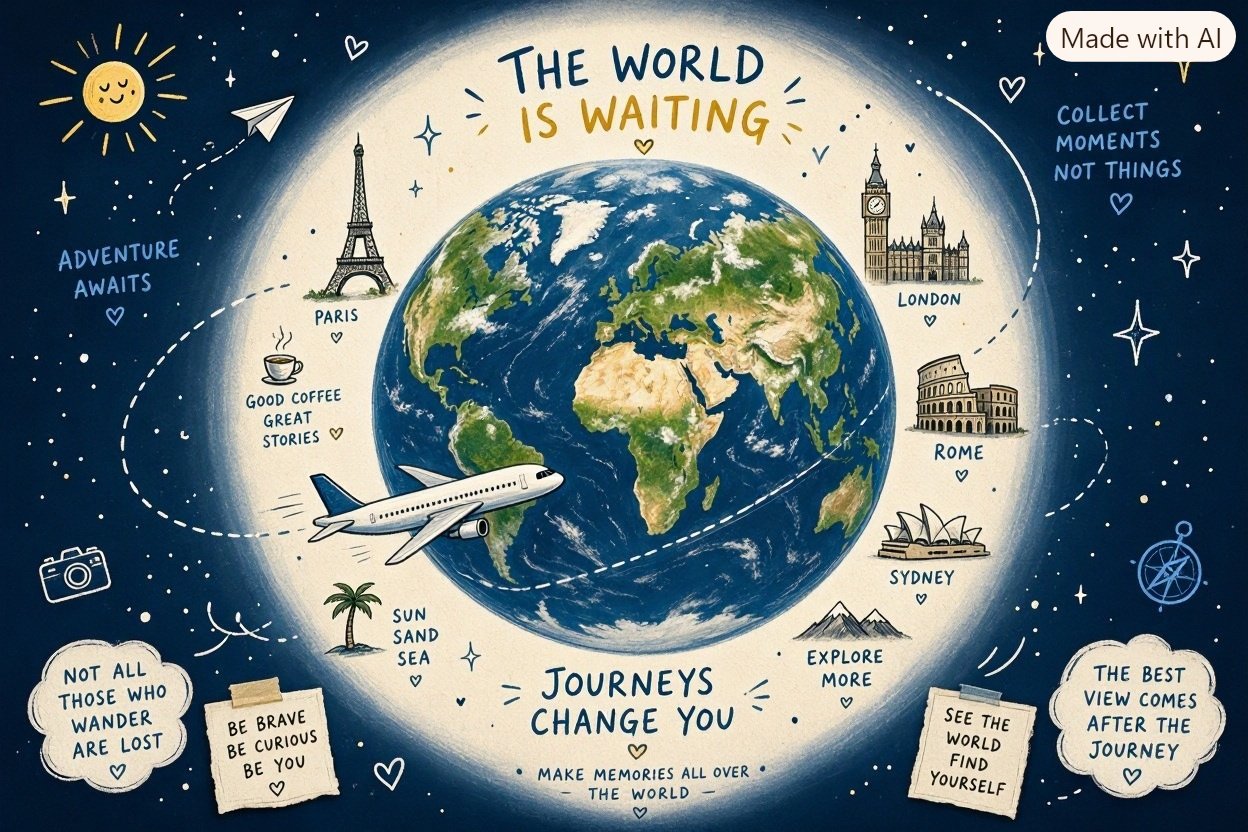 Made with AI
THE WORLD
IS WAITING
COLLECT
MOMENTS
NOT THINGS
ADVENTURE
AWAITS
PARIS
LONDON
GOOD COFFEE
GREAT
STORIES
ROME
SYDNEY
SUN
SAND
SEA
EXPLORE
MORE
NOT ALL
THOSE WHO
WANDER
ARE LOST
BE BRAVE
BE CURIOUS
BE YOU
JOURNEYS
CHANGE YOU
MAKE MEMORIES ALL OVER
THE WORLD
SEE THE
WORLD
FIND
YOURSELF
THE BEST
VIEW COMES
AFTER THE
JOURNEY